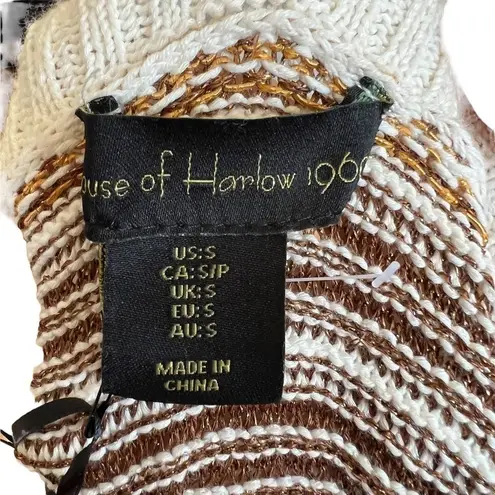 ouse of Harlow 196
US:S
CA:S/P
UK:S
EU:S
AU:S
MADE IN
CHINA